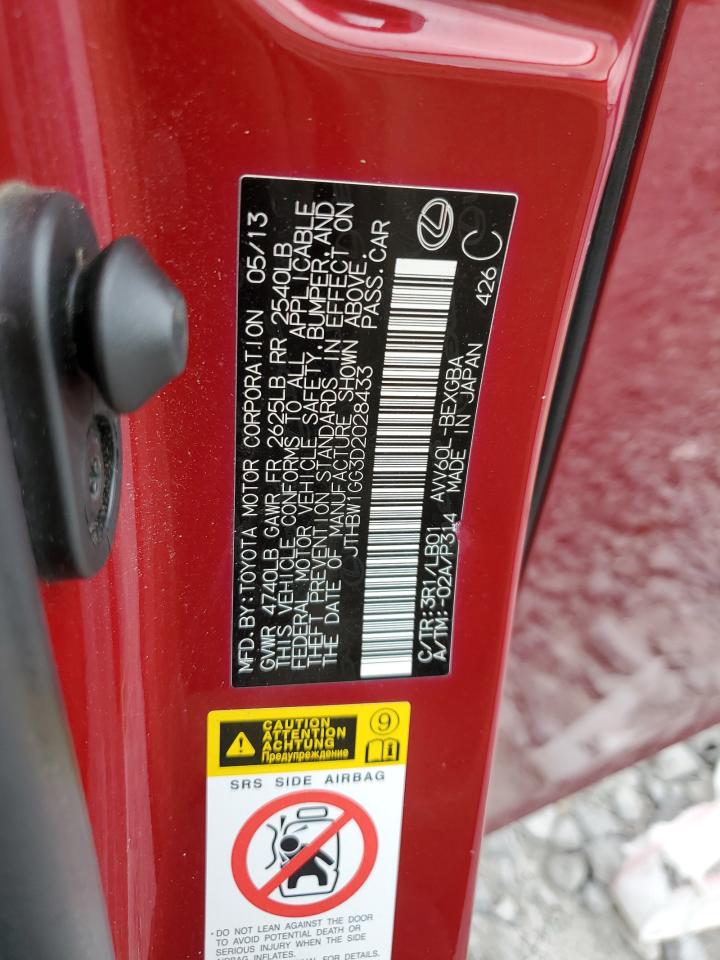 MFD. BY: TOYOTA MOTOR CORPORATION 05/13
GVWR 4740LB GAWR FR 2625LB RR 2540LB
THIS VEHICLE CONFORMS TO ALL APPLICABLE
FEDERAL MOTOR VEHICLE SAFETY, BUMPER, AND
THEFT PREVENTION STANDARDS IN EFFECT ON
THE DATE OF MANUFACTURE SHOWN ABOVE.
JTHBW1GG3D2028433 PASS. CAR
C/TR:3R1/LB01 AVV60L-BEXGBA
A/TM:-02A/P314 MADE IN JAPAN 426 C
CAUTION
ATTENTION
ACHTUNG
Предупреждение
9
SRS SIDE AIRBAG
· DO NOT LEAN AGAINST THE DOOR
TO AVOID POTENTIAL DEATH OR
SERIOUS INJURY WHEN THE SIDE
AIRBAG INFLATES.
MANUAL FOR DETAILS.